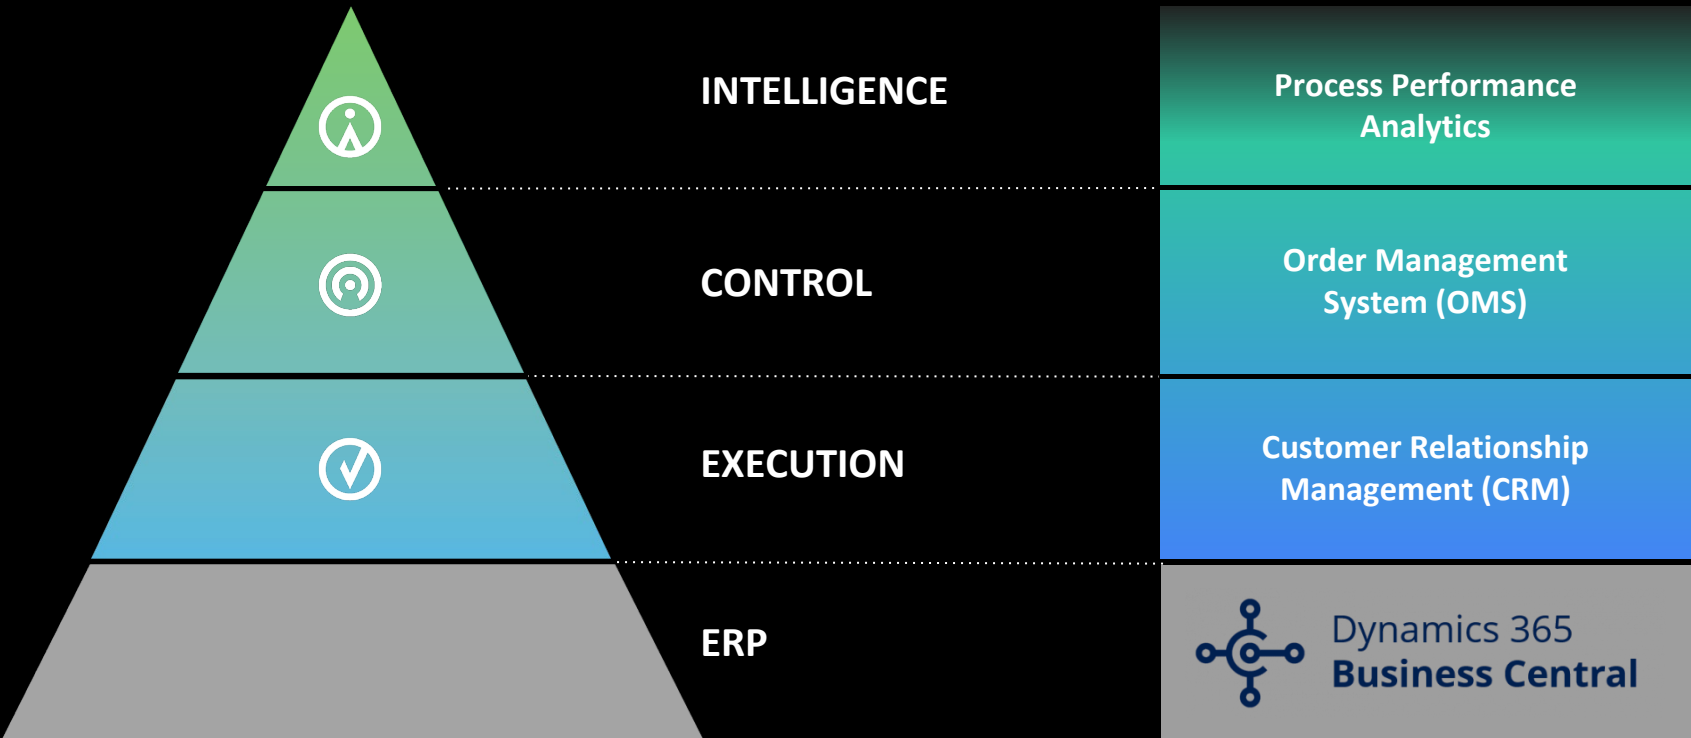 INTELLIGENCE
Process Performance
Analytics
CONTROL
Order Management
System (OMS)
EXECUTION
Customer Relationship
Management (CRM)
ERP
Dynamics 365
Business Central